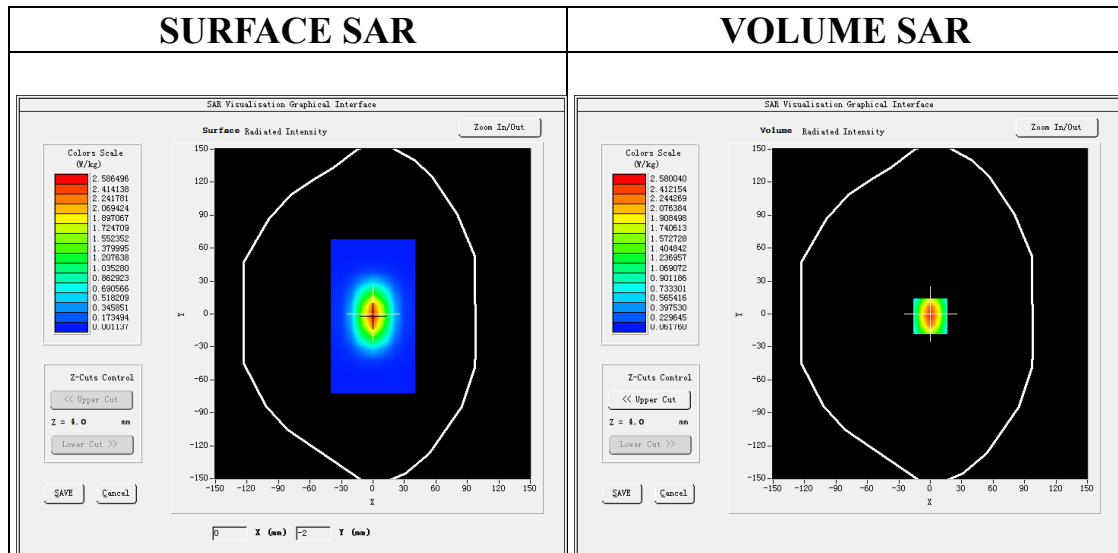 SURFACE SAR
VOLUME SAR
SAR Visualisation Graphical Interface
Surface Radiated Intensity
Zoom In/Out
Colors Scale
(W/kg)
2.586496
2.414138
2.241781
2.069424
1.897067
1.724709
1.552352
1.379995
1.207638
1.035280
0.862923
0.690566
0.518209
0.345851
0.173494
0.001137
Z-Cuts Control
<< Upper Cut
Z = 4.0 mm
Lower Cut >>
SAVE
Cancel
150
120
90
60
30
0
-30
-60
-90
-120
-150
Y
-150 -120 -90 -60 -30 0 30 60 90 120 150
X
0 X (mm) -2 Y (mm)
SAR Visualisation Graphical Interface
Volume Radiated Intensity
Zoom In/Out
Colors Scale
(W/kg)
2.580040
2.412154
2.244269
2.076384
1.908498
1.740613
1.572728
1.404842
1.236957
1.069072
0.901186
0.733301
0.565416
0.397530
0.229645
0.061760
Z-Cuts Control
<< Upper Cut
Z = 4.0 mm
Lower Cut >>
SAVE
Cancel
150
120
90
60
30
0
-30
-60
-90
-120
-150
Y
-150 -120 -90 -60 -30 0 30 60 90 120 150
X